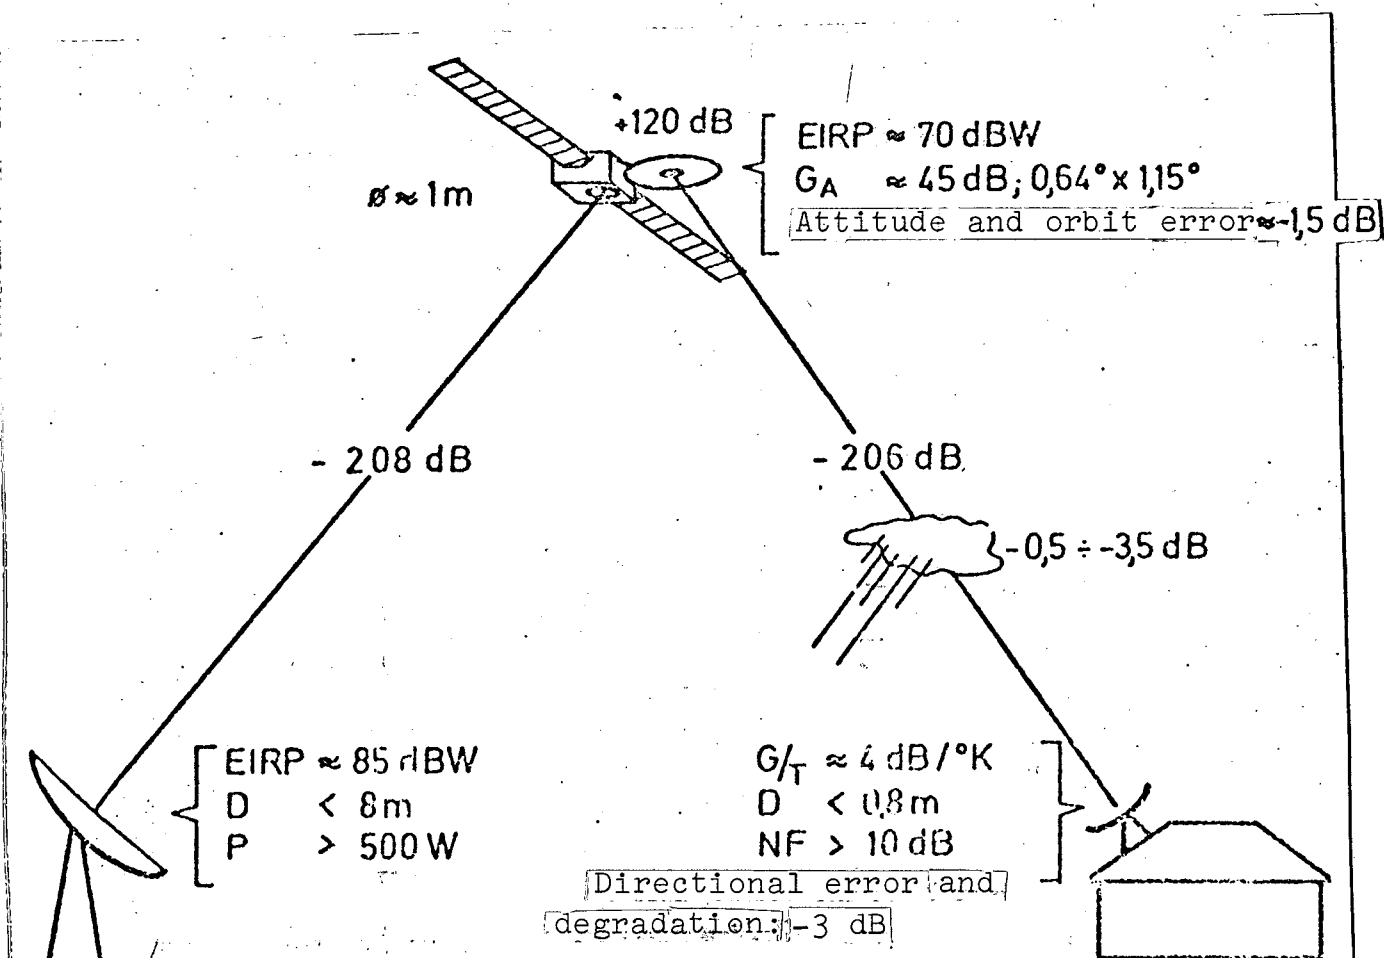 +120 dB
EIRP ≈ 70 dBW
G_A ≈ 45 dB; 0,64° x 1,15°
Attitude and orbit error ≈ -1,5 dB
ø ≈ 1m
- 208 dB
- 206 dB
-0,5 ÷ -3,5 dB
EIRP ≈ 85 dBW
D < 8m
P > 500 W
G/T ≈ 4 dB/°K
D < 0,8m
NF > 10 dB
Directional error and
degradation: -3 dB